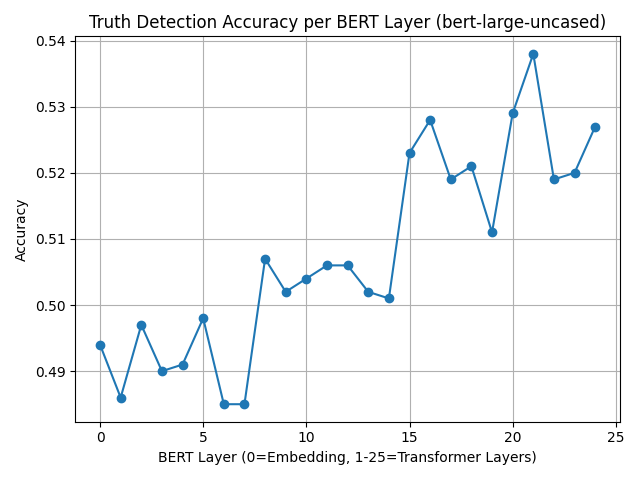 Truth Detection Accuracy per BERT Layer (bert-large-uncased)
0.54
0.53
0.52
0.51
0.50
0.49
Accuracy
0 5 10 15 20 25
BERT Layer (0=Embedding, 1-25=Transformer Layers)